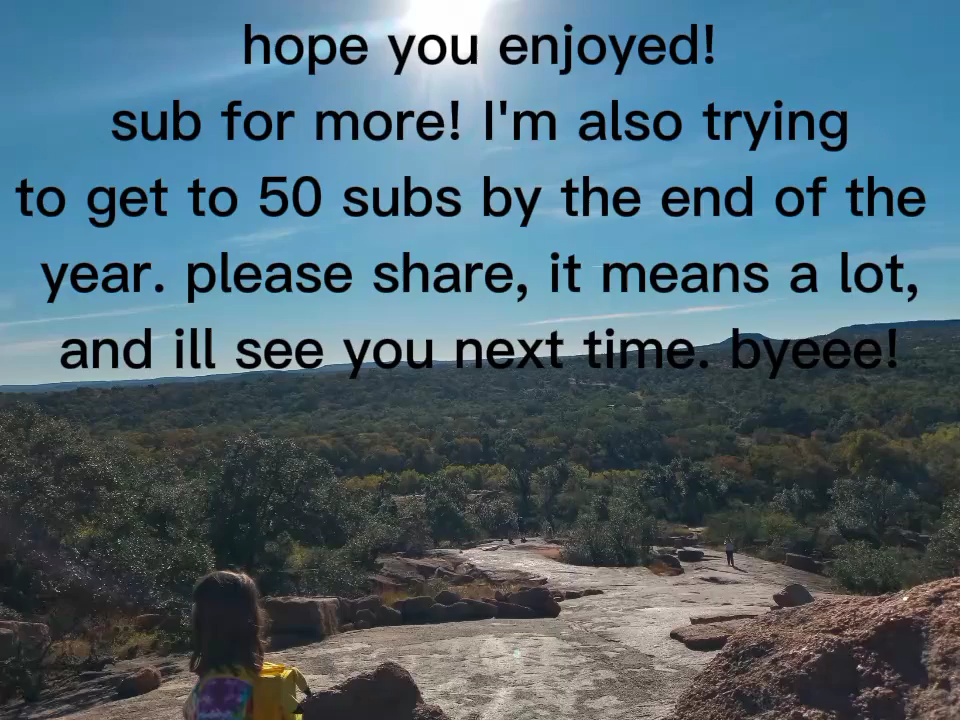 hope you enjoyed!
sub for more! I'm also trying
to get to 50 subs by the end of the
year. please share, it means a lot,
and ill see you next time. byeee!